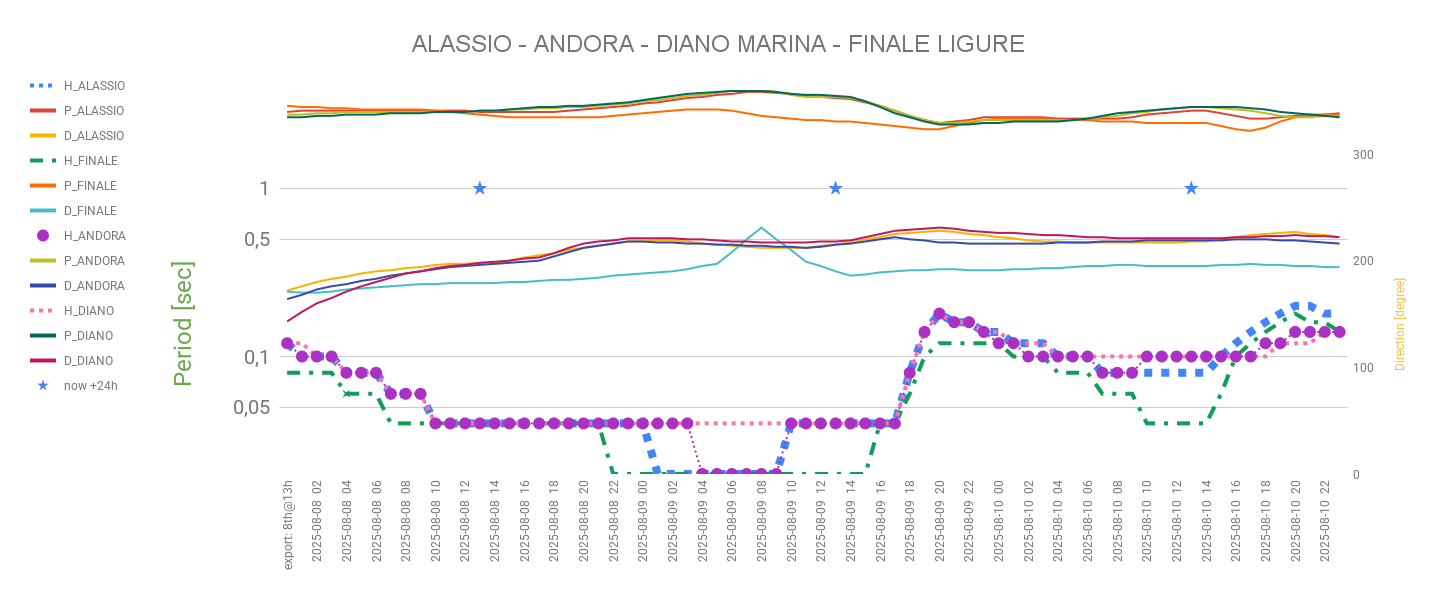 ALASSIO - ANDORA - DIANO MARINA - FINALE LIGURE
H_ALASSIO
P_ALASSIO
D_ALASSIO
H_FINALE
P_FINALE
D_FINALE
H_ANDORA
P_ANDORA
D_ANDORA
H_DIANO
P_DIANO
D_DIANO
now +24h
Period [sec]
1
0,5
0,1
0,05
300
200
100
0
Direction [degree]
export: 8th@13h
2025-08-08 02
2025-08-08 04
2025-08-08 06
2025-08-08 08
2025-08-08 10
2025-08-08 12
2025-08-08 14
2025-08-08 16
2025-08-08 18
2025-08-08 20
2025-08-08 22
2025-08-09 00
2025-08-09 02
2025-08-09 04
2025-08-09 06
2025-08-09 08
2025-08-09 10
2025-08-09 12
2025-08-09 14
2025-08-09 16
2025-08-09 18
2025-08-09 20
2025-08-09 22
2025-08-10 00
2025-08-10 02
2025-08-10 04
2025-08-10 06
2025-08-10 08
2025-08-10 10
2025-08-10 12
2025-08-10 14
2025-08-10 16
2025-08-10 18
2025-08-10 20
2025-08-10 22